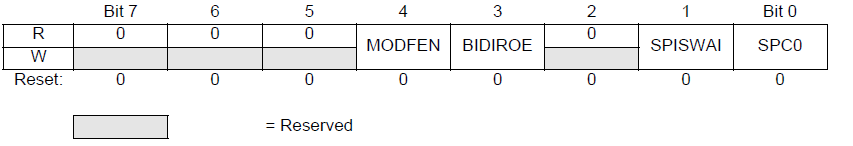 Bit 7 6 5 4 3 2 1 Bit 0
R 0 0 0 MODFEN BIDIROE 0 SPISWAI SPC0
W
Reset: 0 0 0 0 0 0 0 0
= Reserved